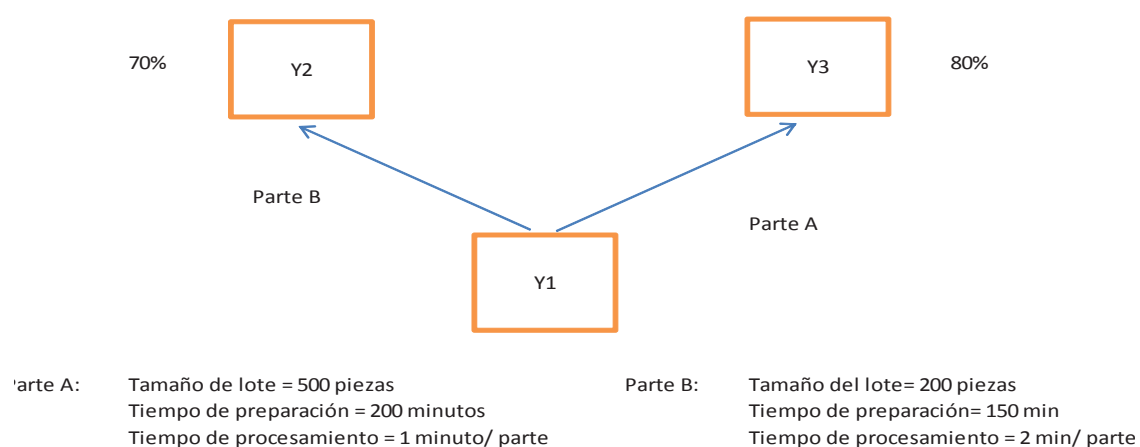 70%
Y2
Y3
80%
Parte B
Parte A
Y1
arte A:
Tamaño de lote = 500 piezas
Tiempo de preparación = 200 minutos
Tiempo de procesamiento = 1 minuto/ parte
Parte B:
Tamaño del lote= 200 piezas
Tiempo de preparación= 150 min
Tiempo de procesamiento = 2 min/ parte